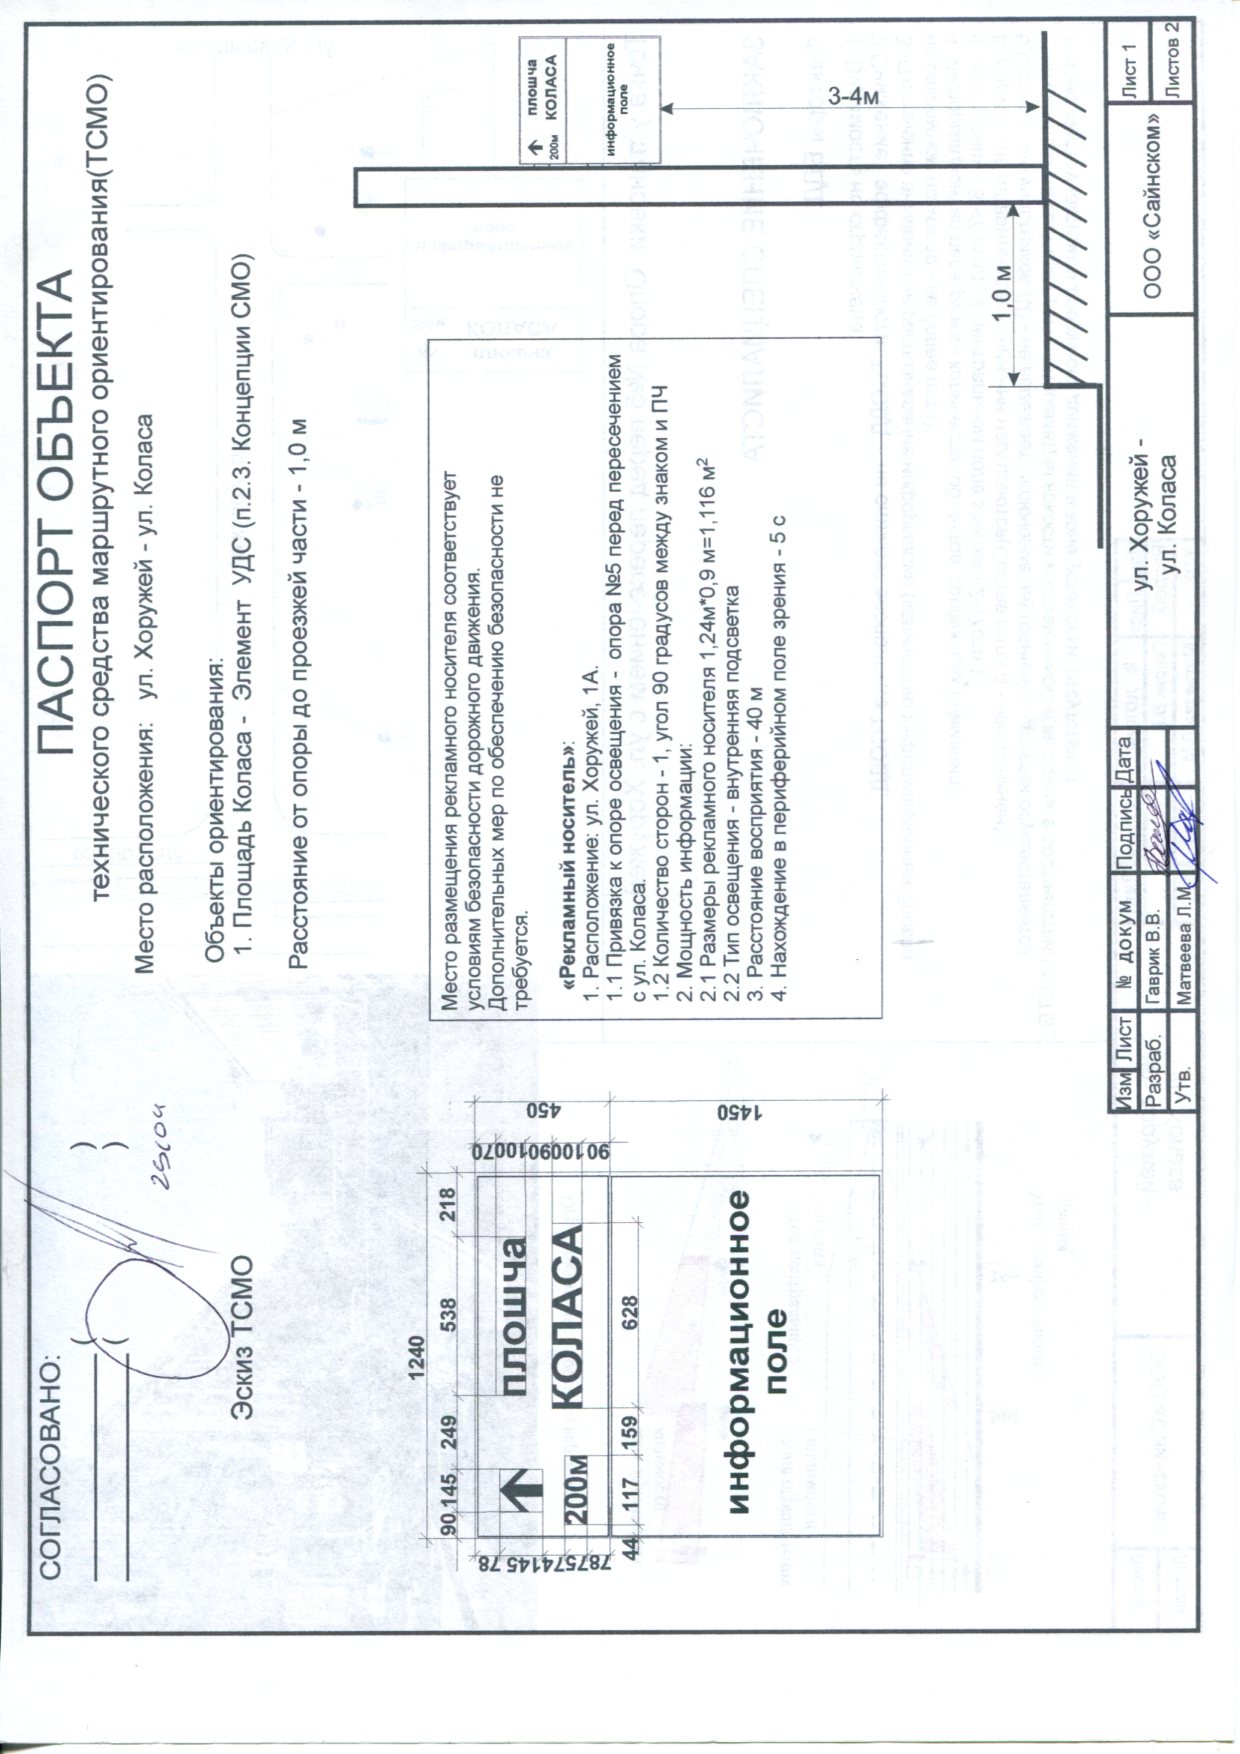 СОГЛАСОВАНО:
( )
( )
25104
ПАСПОРТ ОБЪЕКТА
технического средства маршрутного ориентирования(ТСМО)
Место расположения: ул. Хоружей - ул. Коласа
Объекты ориентирования:
1. Площадь Коласа - Элемент УДС (п.2.3. Концепции СМО)
Расстояние от опоры до проезжей части - 1,0 м
Эскиз ТСМО
1240
90 145 249 538 218
плошча
200м КОЛАСА
информационное
поле
44 117 159 628
78 145 74 75 78
70 100 90 100 90
450
1450
Место размещения рекламного носителя соответствует
условиям безопасности дорожного движения.
Дополнительных мер по обеспечению безопасности не
требуется.
«Рекламный носитель»:
1. Расположение: ул. Хоружей, 1А.
1.1 Привязка к опоре освещения - опора №5 перед пересечением
с ул. Коласа.
1.2 Количество сторон - 1, угол 90 градусов между знаком и ПЧ
2. Мощность информации:
2.1 Размеры рекламного носителя 1,24м*0,9 м=1,116 м²
2.2 Тип освещения - внутренняя подсветка
3. Расстояние восприятия - 40 м
4. Нахождение в периферийном поле зрения - 5 с
плошча
200м КОЛАСА
информационное
поле
3-4м
1,0 м
Изм Лист № докум Подпись Дата
Разраб. Гаврик В.В.
Утв. Матвеева Л.М.
ул. Хоружей -
ул. Коласа
ООО «Сайнском»
Лист 1
Листов 2